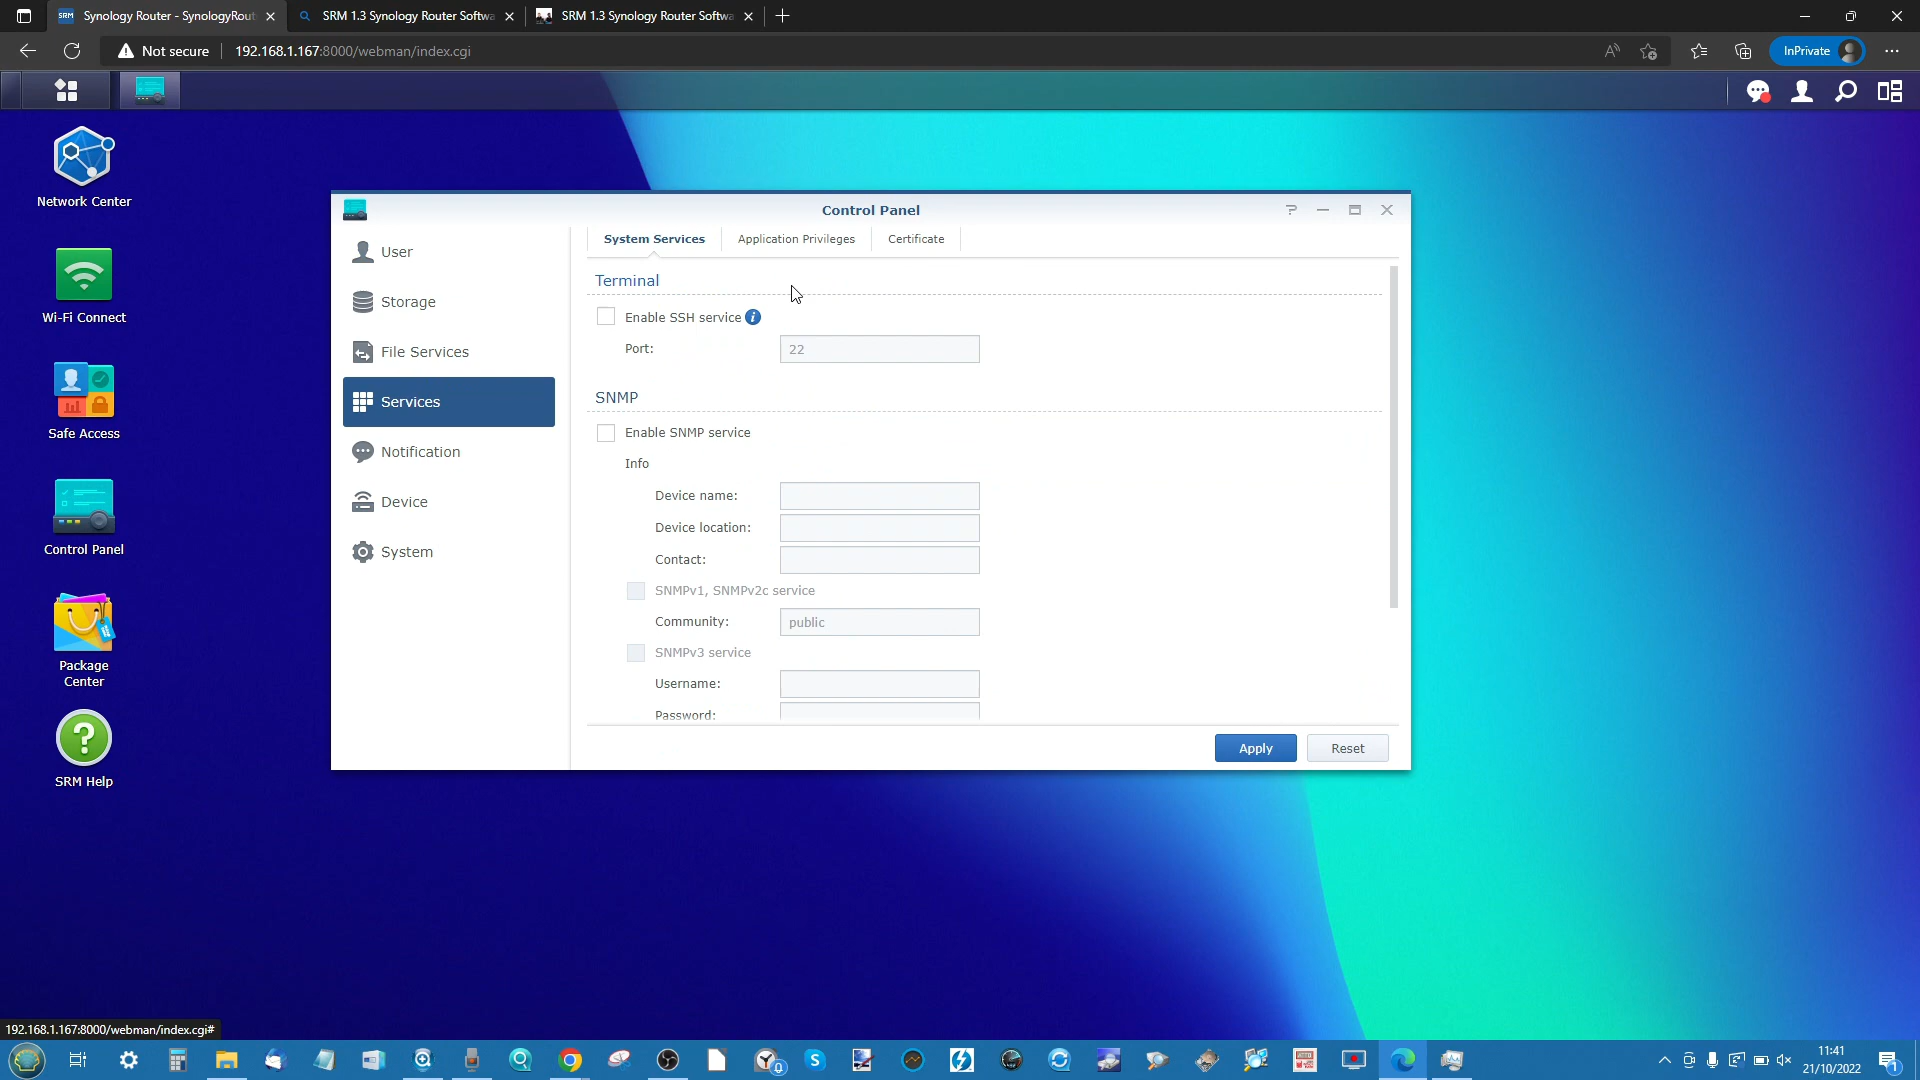 SRM Synology Router - SynologyRout
SRM 1.3 Synology Router Softwa
SRM 1.3 Synology Router Softwa
Not secure
192.168.1.167:8000/webman/index.cgi
InPrivate
Network Center
Wi-Fi Connect
Safe Access
Control Panel
Package
Center
SRM Help
Control Panel
User
Storage
File Services
Services
Notification
Device
System
System Services
Application Privileges
Certificate
Terminal
Enable SSH service
Port:
22
SNMP
Enable SNMP service
Info
Device name:
Device location:
Contact:
SNMPv1, SNMPv2c service
Community:
public
SNMPv3 service
Username:
Password:
Apply
Reset
192.168.1.167:8000/webman/index.cgi#
11:41
21/10/2022
1